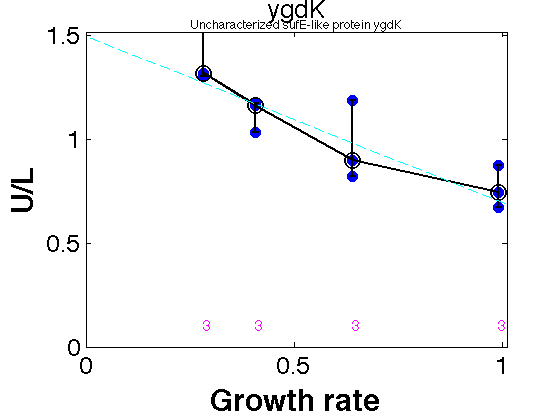 ygdK
Uncharacterized sufE-like protein ygdK
1.5
1
0.5
0
U/L
3 3 3 3
0 0.5 1
Growth rate